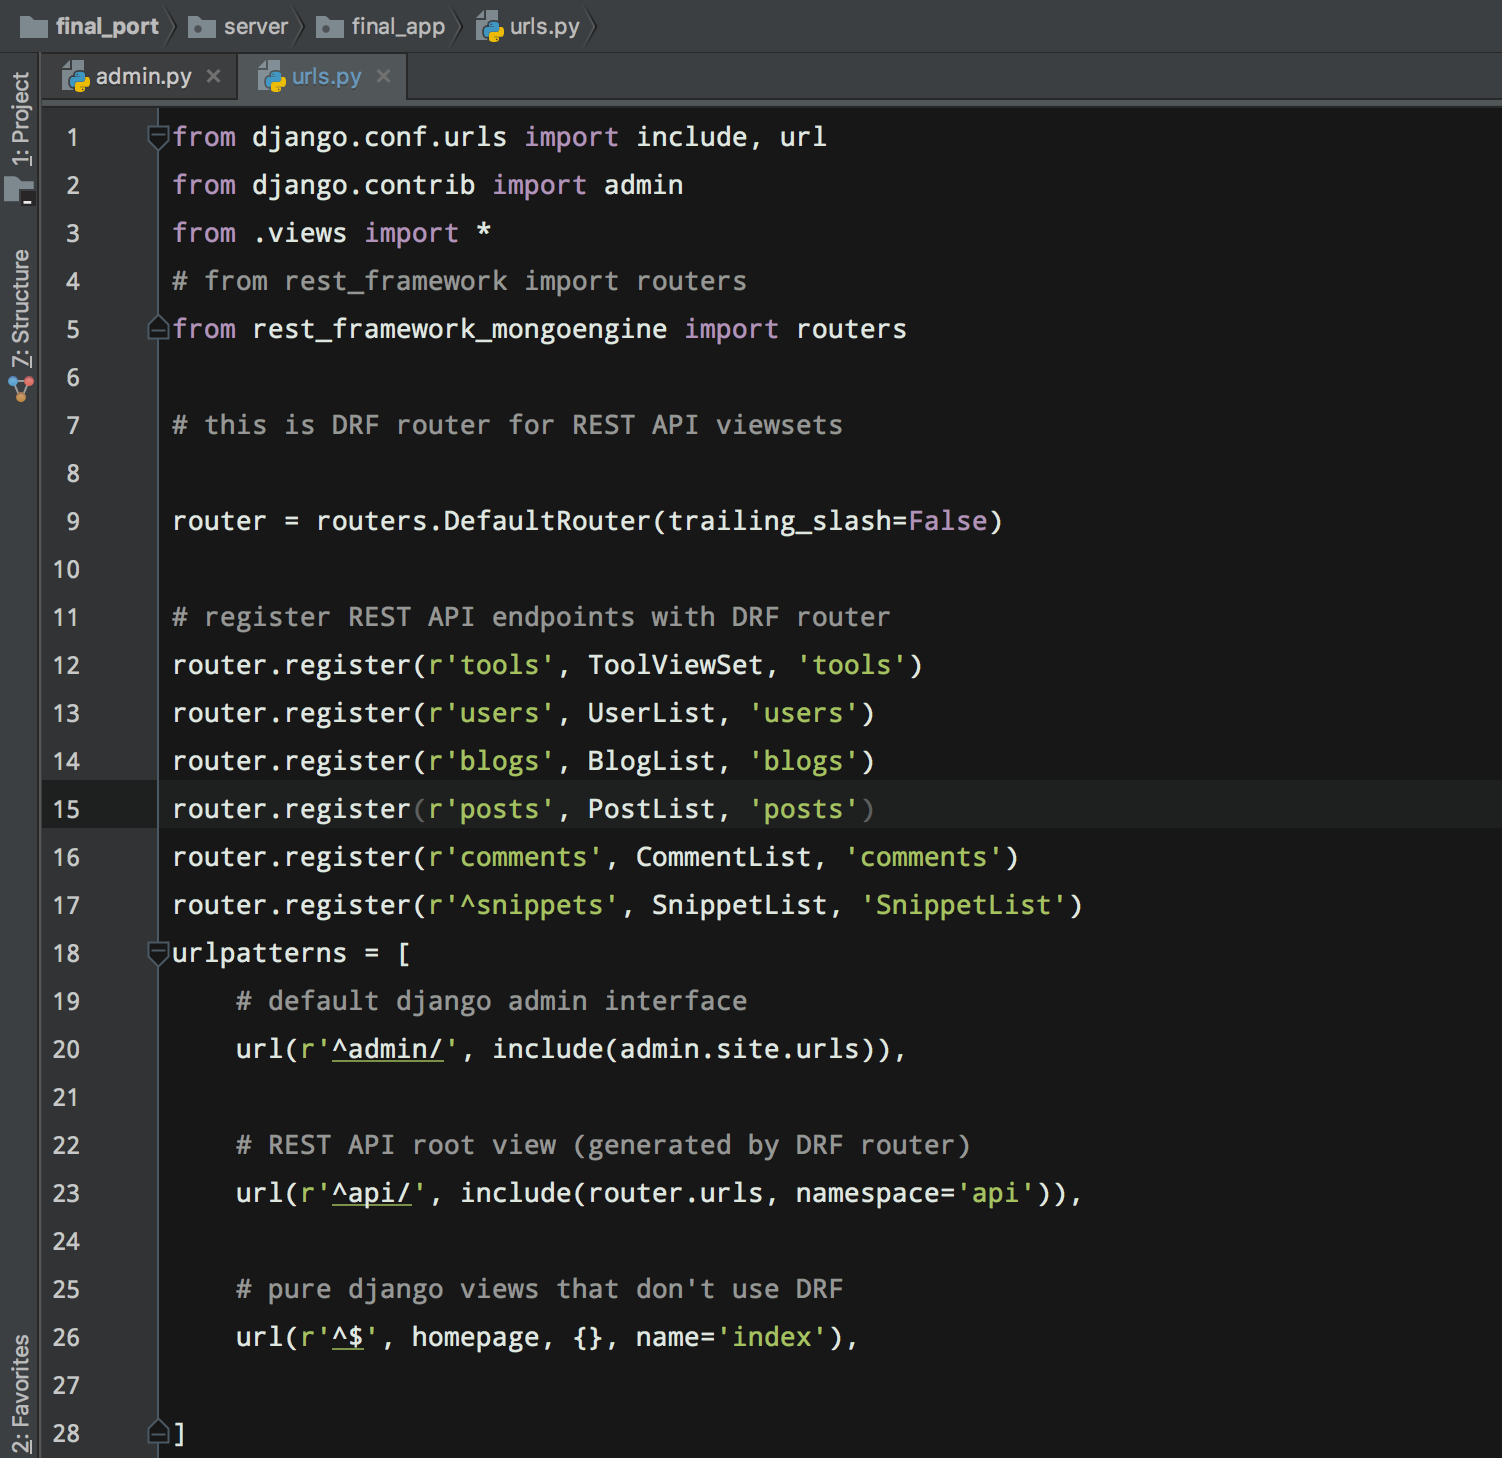 final_port server final_app urls.py
admin.py urls.py
1: Project
7: Structure
2: Favorites
1 from django.conf.urls import include, url
2 from django.contrib import admin
3 from .views import *
4 # from rest_framework import routers
5 from rest_framework_mongoengine import routers
6
7 # this is DRF router for REST API viewsets
8
9 router = routers.DefaultRouter(trailing_slash=False)
10
11 # register REST API endpoints with DRF router
12 router.register(r'tools', ToolViewSet, 'tools')
13 router.register(r'users', UserList, 'users')
14 router.register(r'blogs', BlogList, 'blogs')
15 router.register(r'posts', PostList, 'posts')
16 router.register(r'comments', CommentList, 'comments')
17 router.register(r'^snippets', SnippetList, 'SnippetList')
18 urlpatterns = [
19     # default django admin interface
20     url(r'^admin/', include(admin.site.urls)),
21
22     # REST API root view (generated by DRF router)
23     url(r'^api/', include(router.urls, namespace='api')),
24
25     # pure django views that don't use DRF
26     url(r'^$', homepage, {}, name='index'),
27
28 ]